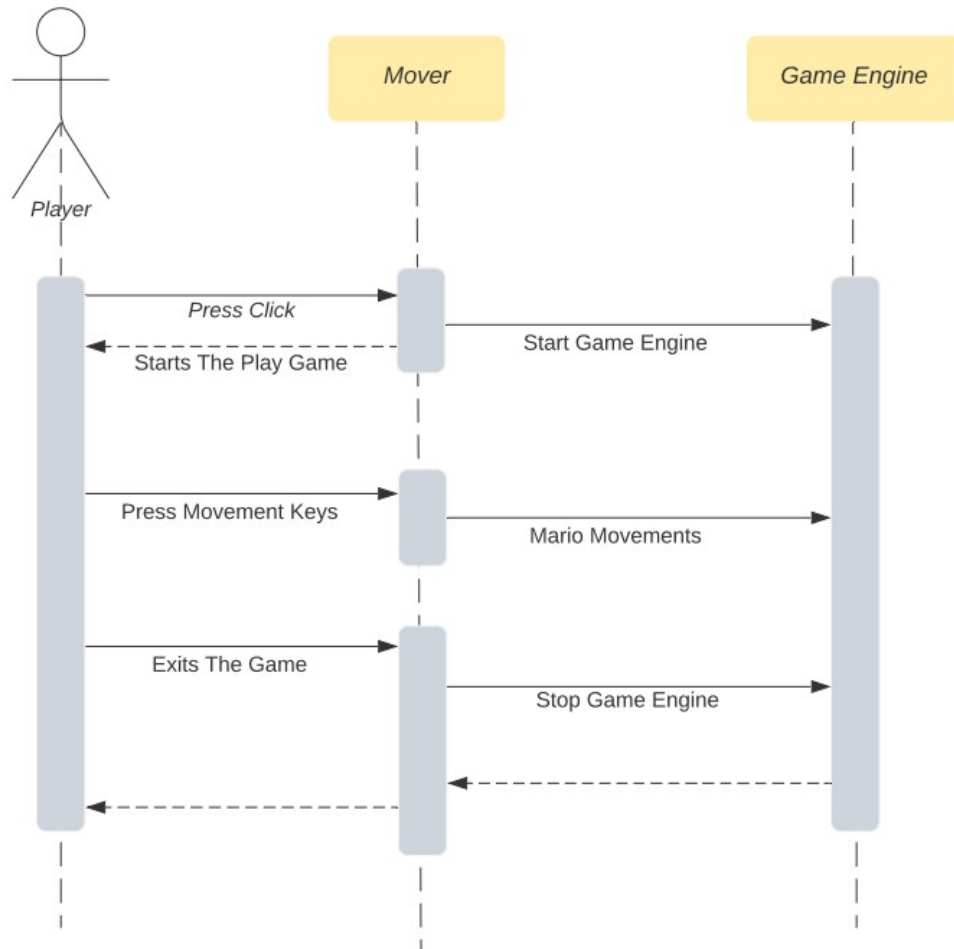 Mover
Game Engine
Player
Press Click
Start Game Engine
Starts The Play Game
Press Movement Keys
Mario Movements
Exits The Game
Stop Game Engine